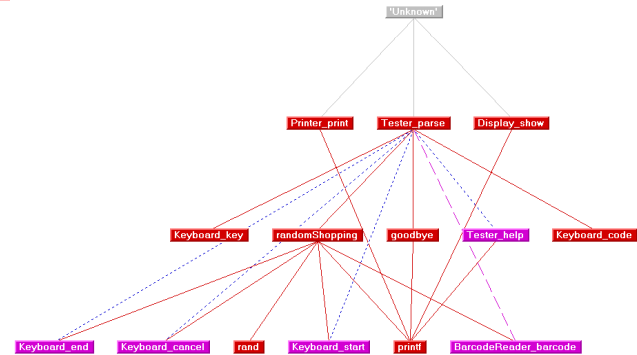 'Unknown'
Printer_print
Tester_parse
Display_show
Keyboard_key
randomShopping
goodbye
Tester_help
Keyboard_code
Keyboard_end
Keyboard_cancel
rand
Keyboard_start
printf
BarcodeReader_barcode